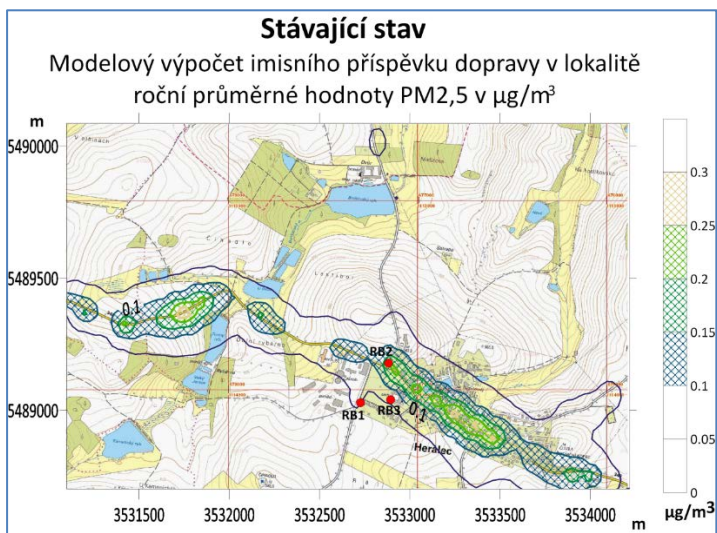 Stávající stav
Modelový výpočet imisního příspěvku dopravy v lokalitě
roční průměrné hodnoty PM2,5 v µg/m³
m
5490000
5489500
5489000
0.1
RB2
RB1
RB3
0.1
Herálec
3531500
3532000
3532500
3533000
3533500
3534000
m
0.3
0.25
0.2
0.15
0.1
0.05
0
µg/m³